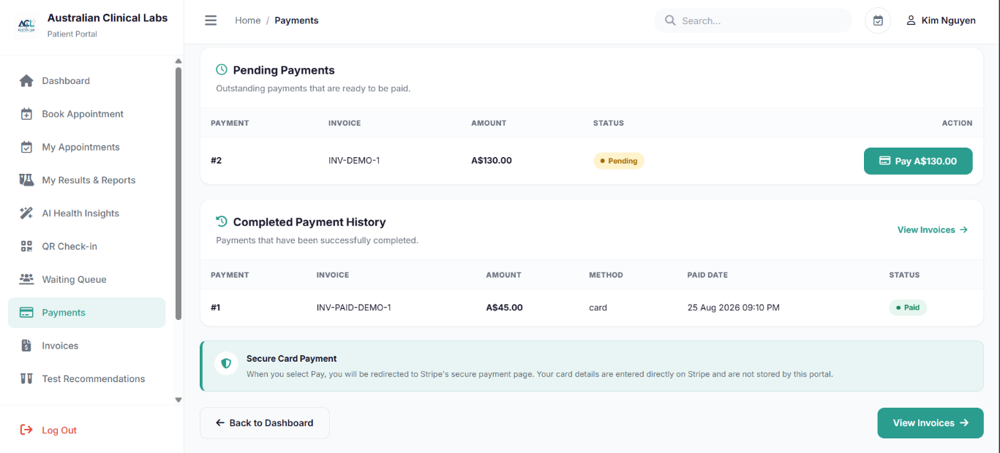 Australian Clinical Labs
Patient Portal
Home / Payments
Search...
Kim Nguyen
Dashboard
Book Appointment
My Appointments
My Results & Reports
AI Health Insights
QR Check-in
Waiting Queue
Payments
Invoices
Test Recommendations
Log Out
Pending Payments
Outstanding payments that are ready to be paid.
PAYMENT INVOICE AMOUNT STATUS ACTION
#2 INV-DEMO-1 A$130.00 Pending Pay A$130.00
Completed Payment History
Payments that have been successfully completed.
View Invoices →
PAYMENT INVOICE AMOUNT METHOD PAID DATE STATUS
#1 INV-PAID-DEMO-1 A$45.00 card 25 Aug 2026 09:10 PM Paid
Secure Card Payment
When you select Pay, you will be redirected to Stripe's secure payment page. Your card details are entered directly on Stripe and are not stored by this portal.
← Back to Dashboard
View Invoices →